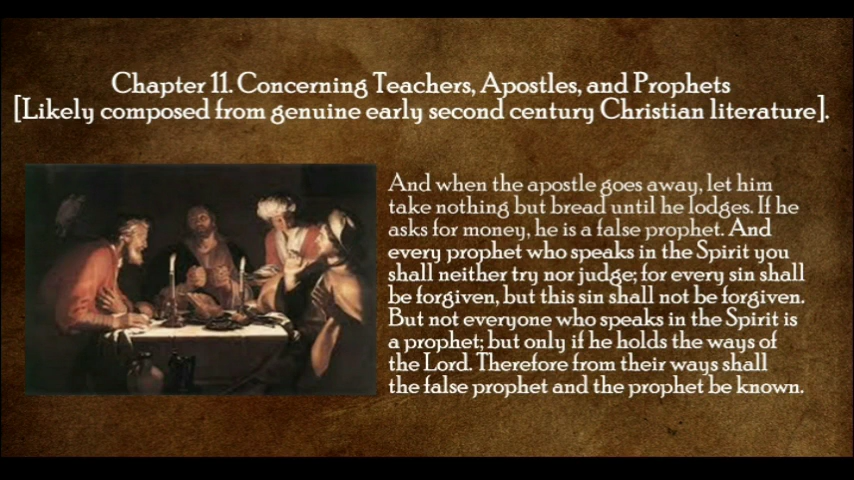 Chapter 11. Concerning Teachers, Apostles, and Prophets
[Likely composed from genuine early second century Christian literature].
And when the apostle goes away, let him
take nothing but bread until he lodges. If he
asks for money, he is a false prophet. And
every prophet who speaks in the Spirit you
shall neither try nor judge; for every sin shall
be forgiven, but this sin shall not be forgiven.
But not everyone who speaks in the Spirit is
a prophet; but only if he holds the ways of
the Lord. Therefore from their ways shall
the false prophet and the prophet be known.